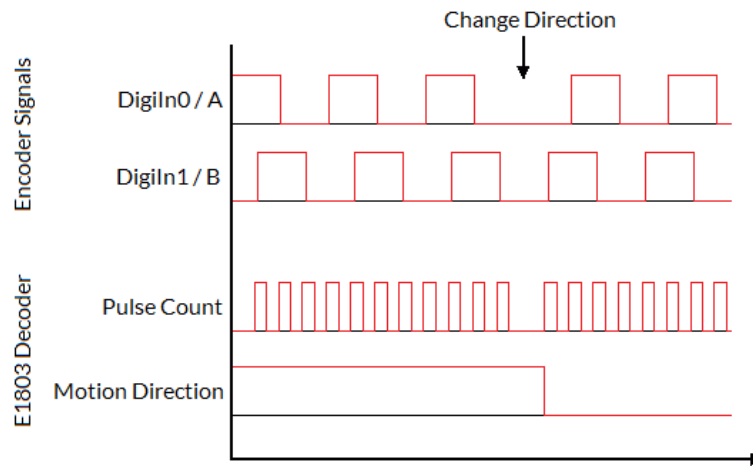 Change Direction
Encoder Signals
DigiIn0 / A
DigiIn1 / B
E1803 Decoder
Pulse Count
Motion Direction